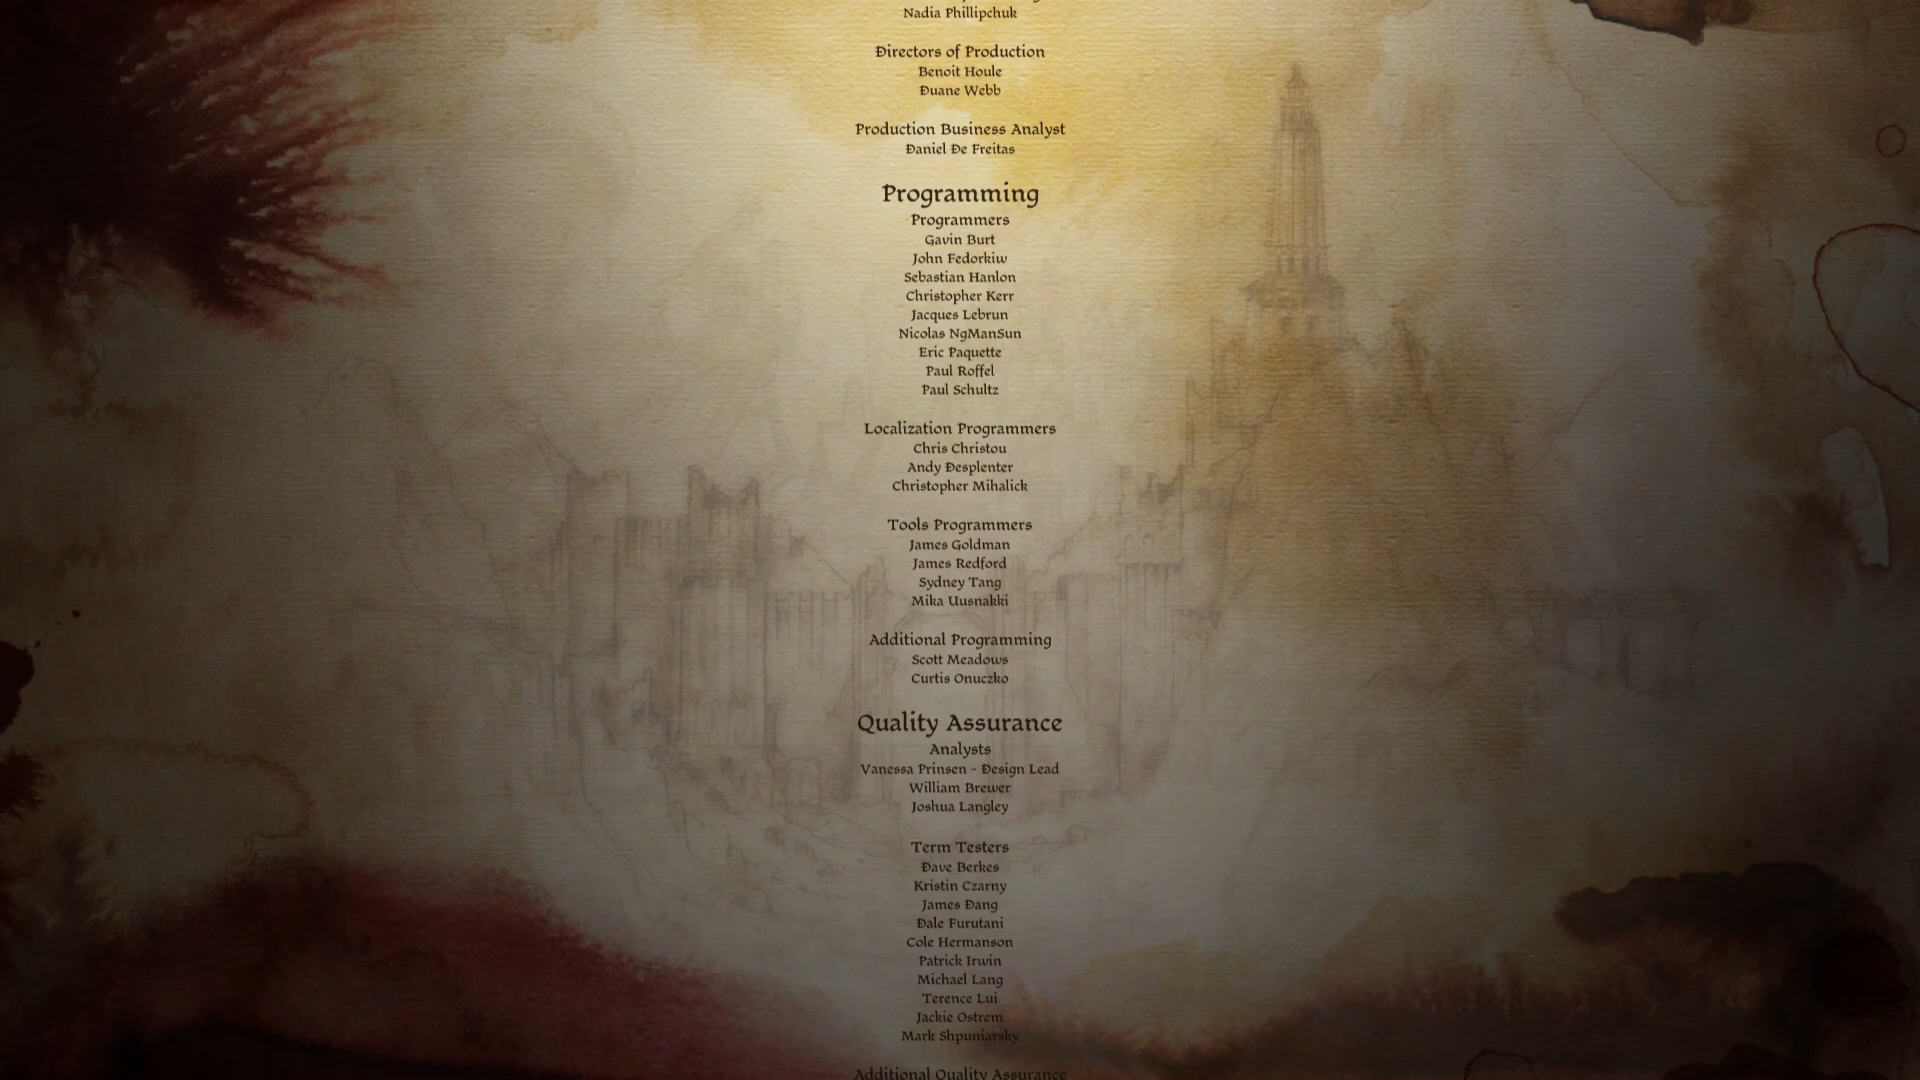 Nadia Phillipchuk
Directors of Production
Benoit Houle
Duane Webb
Production Business Analyst
Daniel De Freitas
Programming
Programmers
Gavin Burt
John Fedorkiw
Sebastian Hanlon
Christopher Kerr
Jacques Lebrun
Nicolas NgManSun
Eric Paquette
Paul Roffel
Paul Schultz
Localization Programmers
Chris Christou
Andy Desplenter
Christopher Mihalick
Tools Programmers
James Goldman
James Redford
Sydney Tang
Mika Uusnakki
Additional Programming
Scott Meadows
Curtis Onuczko
Quality Assurance
Analysts
Vanessa Prinsen - Design Lead
William Brewer
Joshua Langley
Term Testers
Dave Berkes
Kristin Czarny
James Dang
Dale Furutani
Cole Hermanson
Patrick Irwin
Michael Lang
Terence Lui
Jackie Ostrem
Mark Shpuniarsky
Additional Quality Assurance